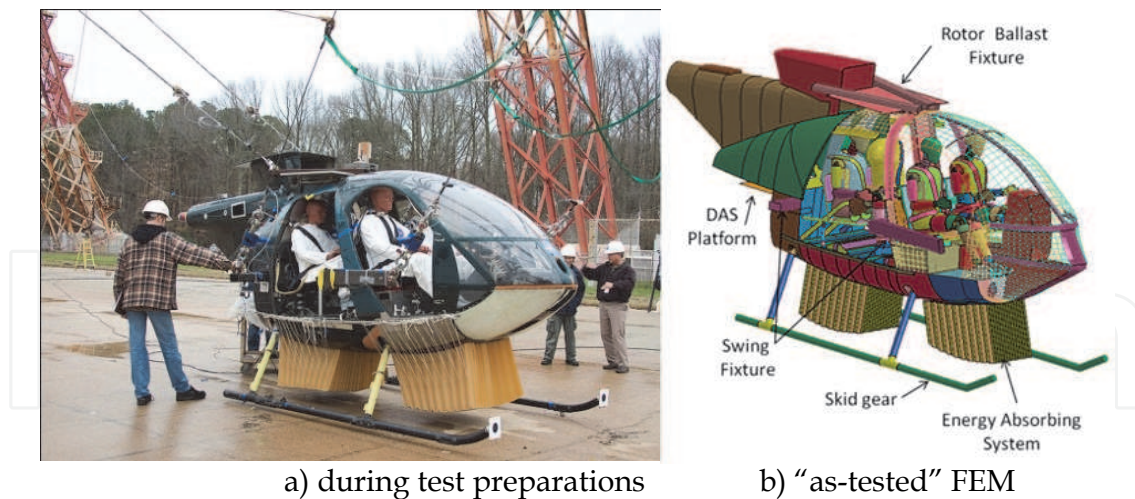 Rotor Ballast
Fixture
DAS
Platform
Swing
Fixture
Skid gear
Energy Absorbing
System
a) during test preparations
b) “as-tested” FEM